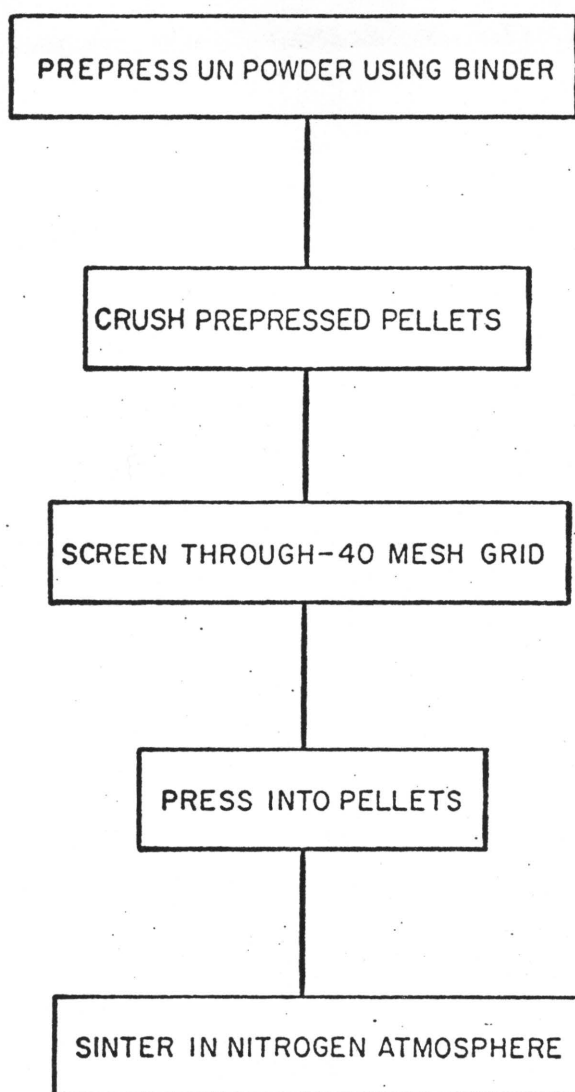 PREPRESS UN POWDER USING BINDER
CRUSH PREPRESSED PELLETS
SCREEN THROUGH-40 MESH GRID
PRESS INTO PELLETS
SINTER IN NITROGEN ATMOSPHERE